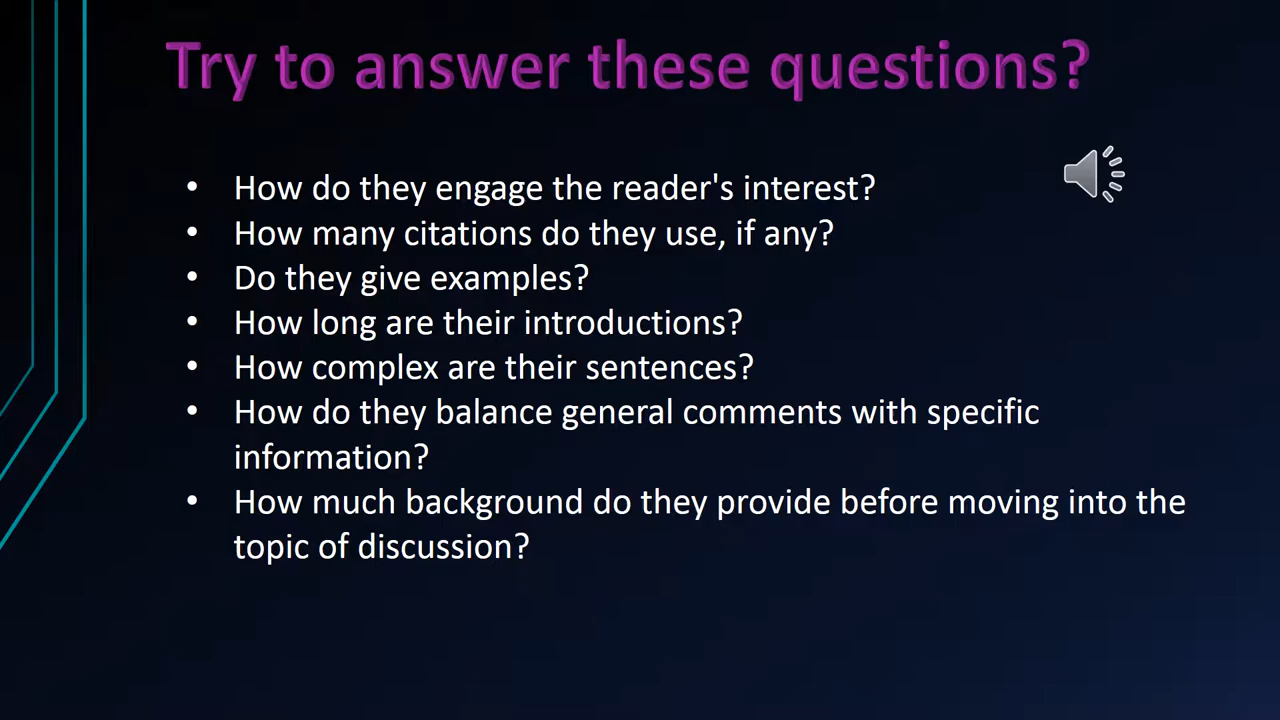 Try to answer these questions?
• How do they engage the reader's interest?
• How many citations do they use, if any?
• Do they give examples?
• How long are their introductions?
• How complex are their sentences?
• How do they balance general comments with specific
information?
• How much background do they provide before moving into the
topic of discussion?